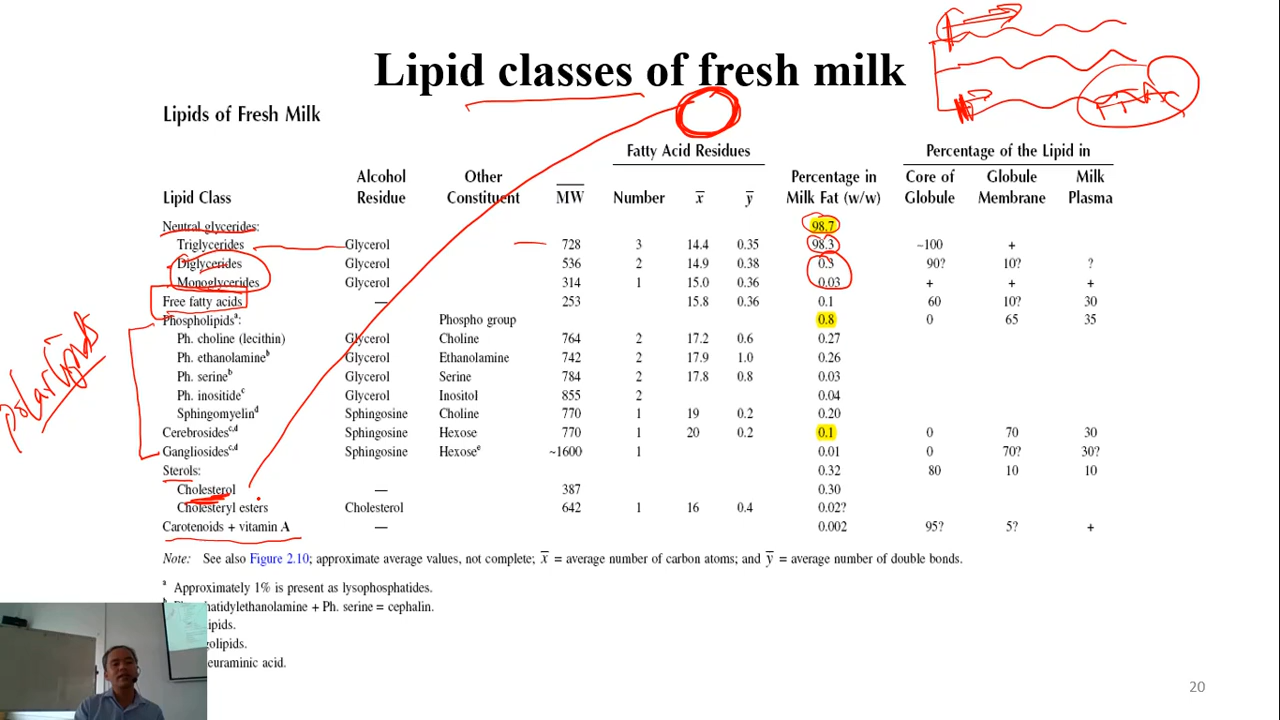 Lipid classes of fresh milk
Lipids of Fresh Milk
Fatty Acid Residues Percentage of the Lipid in
Alcohol Other Percentage in Core of Globule Milk
Lipid Class Residue Constituent MW Number x̄ ȳ Milk Fat (w/w) Globule Membrane Plasma
Neutral glycerides: 98.7
Triglycerides Glycerol 728 3 14.4 0.35 98.3 ~100 +
Diglycerides Glycerol 536 2 14.9 0.38 0.3 90? 10? ?
Monoglycerides Glycerol 314 1 15.0 0.36 0.03 + + +
Free fatty acids — 253 15.8 0.36 0.1 60 10? 30
Phospholipidsᵃ: Phospho group 0.8 0 65 35
Ph. choline (lecithin) Glycerol Choline 764 2 17.2 0.6 0.27
Ph. ethanolamineᵇ Glycerol Ethanolamine 742 2 17.9 1.0 0.26
Ph. serineᵇ Glycerol Serine 784 2 17.8 0.8 0.03
Ph. inositideᶜ Glycerol Inositol 855 2 0.04
Sphingomyelinᵈ Sphingosine Choline 770 1 19 0.2 0.20
Cerebrosidesᶜ,ᵈ Sphingosine Hexose 770 1 20 0.2 0.1 0 70 30
Gangliosidesᶜ,ᵈ Sphingosine Hexoseᵉ ~1600 1 0.01 0 70? 30?
Sterols: 0.32 80 10 10
Cholesterol — 387 0.30
Cholesteryl esters Cholesterol 642 1 16 0.4 0.02?
Carotenoids + vitamin A — 0.002 95? 5? +
Note: See also Figure 2.10; approximate average values, not complete; x̄ = average number of carbon atoms; and ȳ = average number of double bonds.
ᵃ Approximately 1% is present as lysophosphatides.
hatidylethanolamine + Ph. serine = cephalin.
ipids.
golipids.
euraminic acid.
polar lipids
20